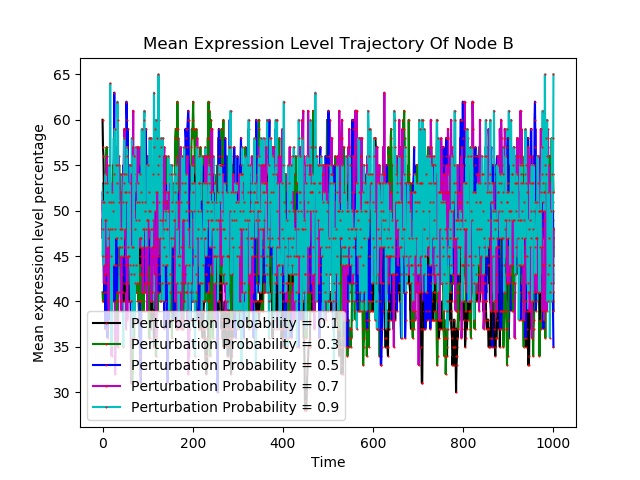 Mean Expression Level Trajectory Of Node B
Mean expression level percentage
65
60
55
50
45
40
35
30
Perturbation Probability = 0.1
Perturbation Probability = 0.3
Perturbation Probability = 0.5
Perturbation Probability = 0.7
Perturbation Probability = 0.9
0 200 400 600 800 1000
Time